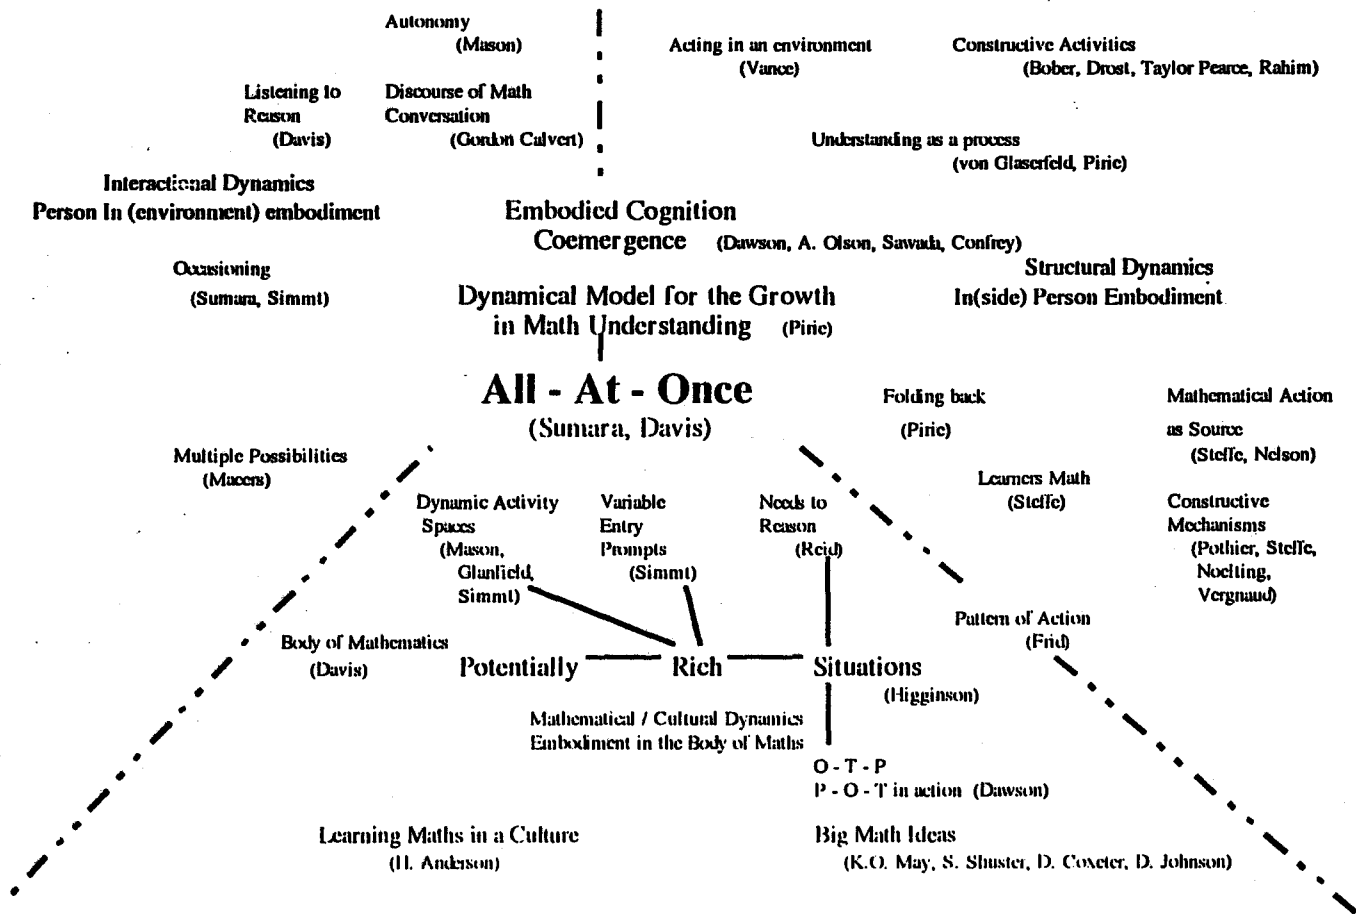 Autonomy
(Mason)
Acting in an environment
(Vance)
Constructive Activities
(Bober, Drost, Taylor Pearce, Rahim)
Listening to
Reason
(Davis)
Discourse of Math
Conversation
(Gordon Calvert)
Understanding as a process
(von Glaserfeld, Pirie)
Interactional Dynamics
Person In (environment) embodiment
Embodied Cognition
Coemergence (Dawson, A. Olson, Sawada, Confrey)
Occasioning
(Sumara, Simmt)
Structural Dynamics
In(side) Person Embodiment
Dynamical Model for the Growth
in Math Understanding (Pirie)
All - At - Once
(Sumara, Davis)
Folding back
(Pirie)
Mathematical Action
as Source
(Steffe, Nelson)
Multiple Possibilities
(Maeers)
Learners Math
(Steffe)
Dynamic Activity
Spaces
(Mason,
Glanfield,
Simmt)
Variable
Entry
Prompts
(Simmt)
Needs to
Reason
(Reid)
Constructive
Mechanisms
(Pothier, Steffe,
Noelting,
Vergnaud)
Pattern of Action
(Frid)
Body of Mathematics
(Davis)
Potentially Rich Situations
(Higginson)
Mathematical / Cultural Dynamics
Embodiment in the Body of Maths
O - T - P
P - O - T in action (Dawson)
Learning Maths in a Culture
(H. Anderson)
Big Math Ideas
(K.O. May, S. Shuster, D. Coxeter, D. Johnson)